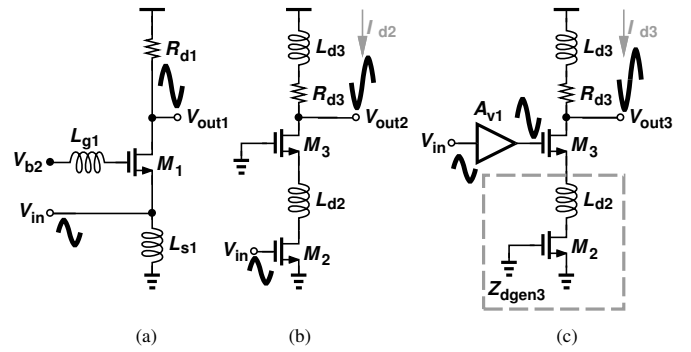 R_d1
V_out1
L_g1
V_b2
M_1
V_in
L_s1
(a)
I_d2
L_d3
R_d3
V_out2
M_3
L_d2
V_in
M_2
(b)
I_d3
L_d3
R_d3
A_v1
V_out3
V_in
M_3
L_d2
M_2
Z_dgen3
(c)